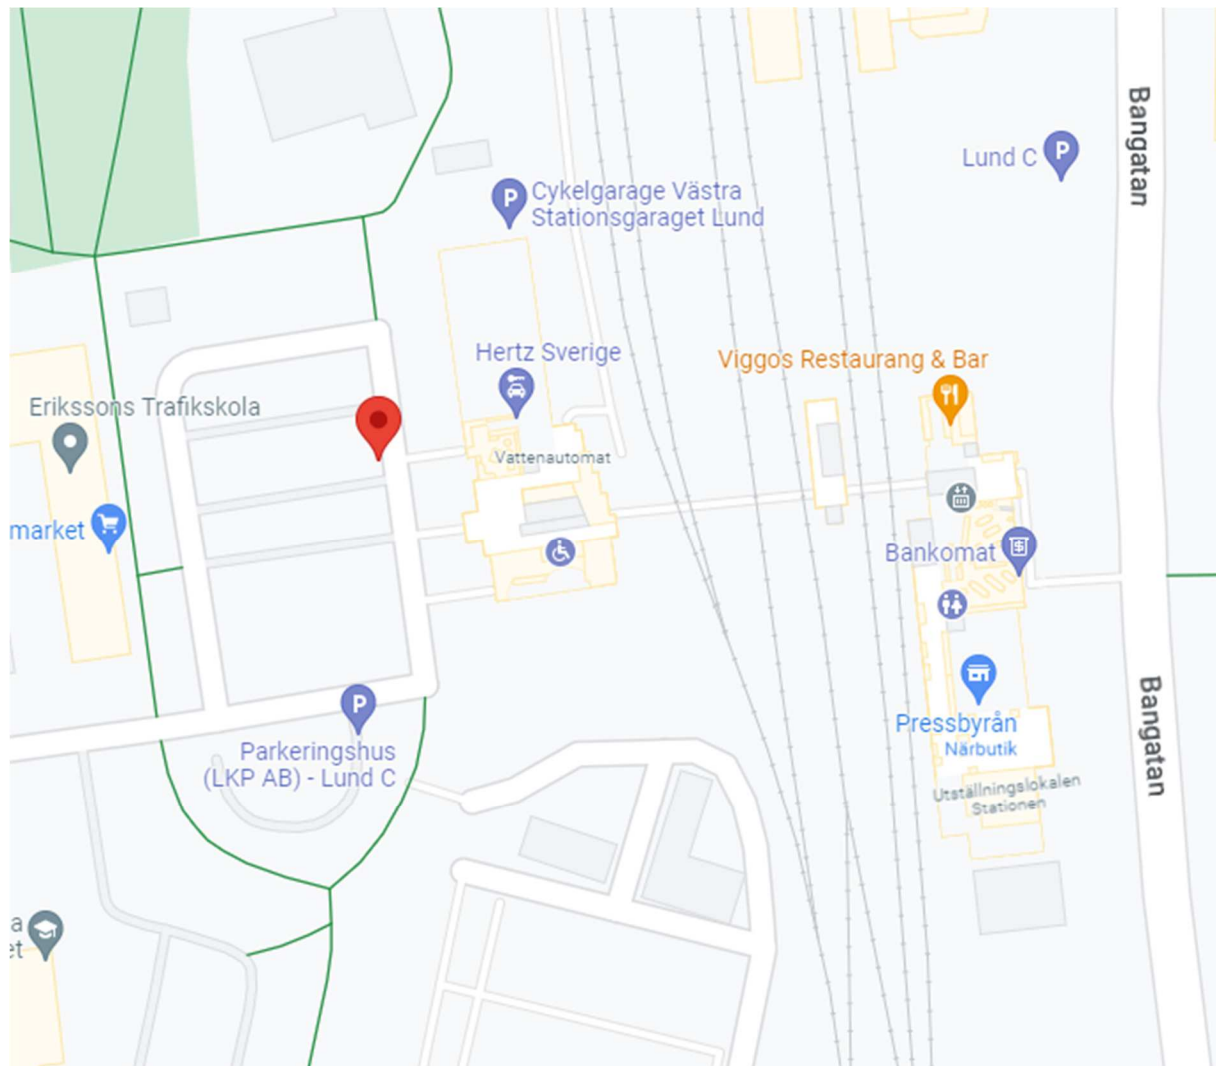 Bangatan
Lund C
Cykelgarage Västra
Stationsgaraget Lund
Hertz Sverige
Viggos Restaurang & Bar
Erikssons Trafikskola
Vattenautomat
market
Bankomat
Pressbyrån
Närbutik
Bangatan
Parkeringshus
(LKP AB) - Lund C
Utställningslokalen
Stationen
a
et
P
P
P